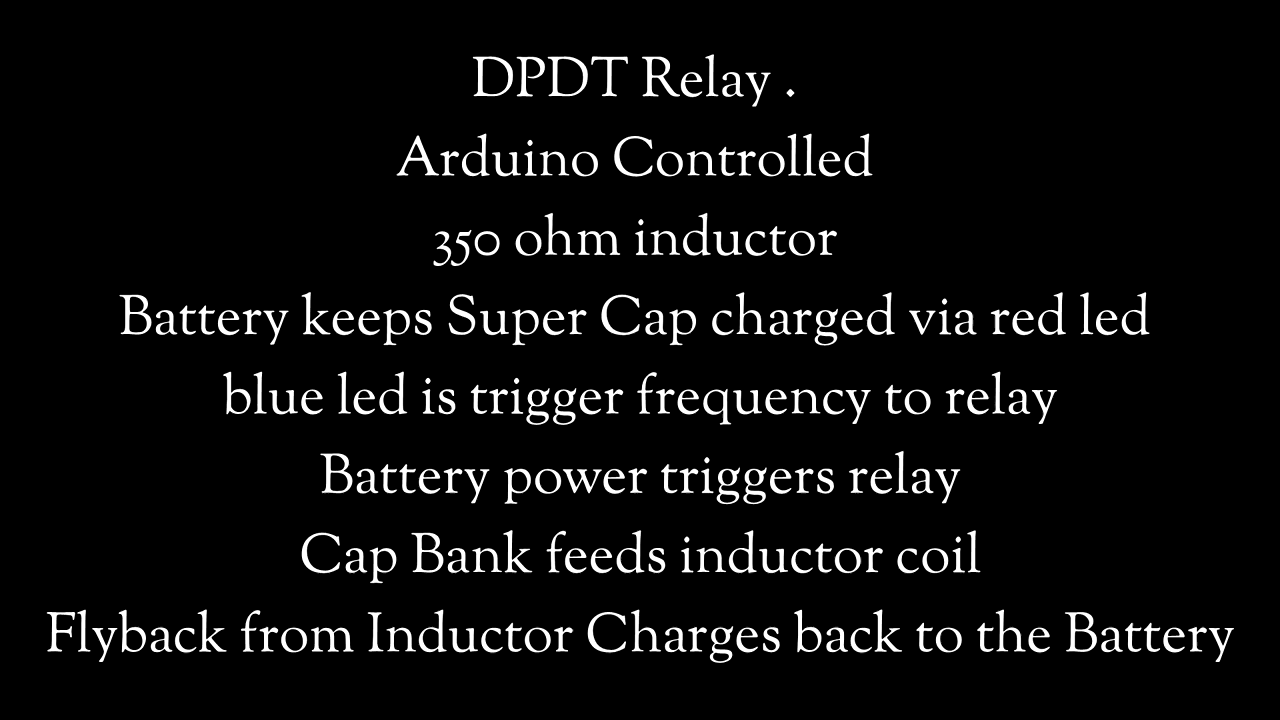 DPDT Relay .
Arduino Controlled
350 ohm inductor
Battery keeps Super Cap charged via red led
blue led is trigger frequency to relay
Battery power triggers relay
Cap Bank feeds inductor coil
Flyback from Inductor Charges back to the Battery